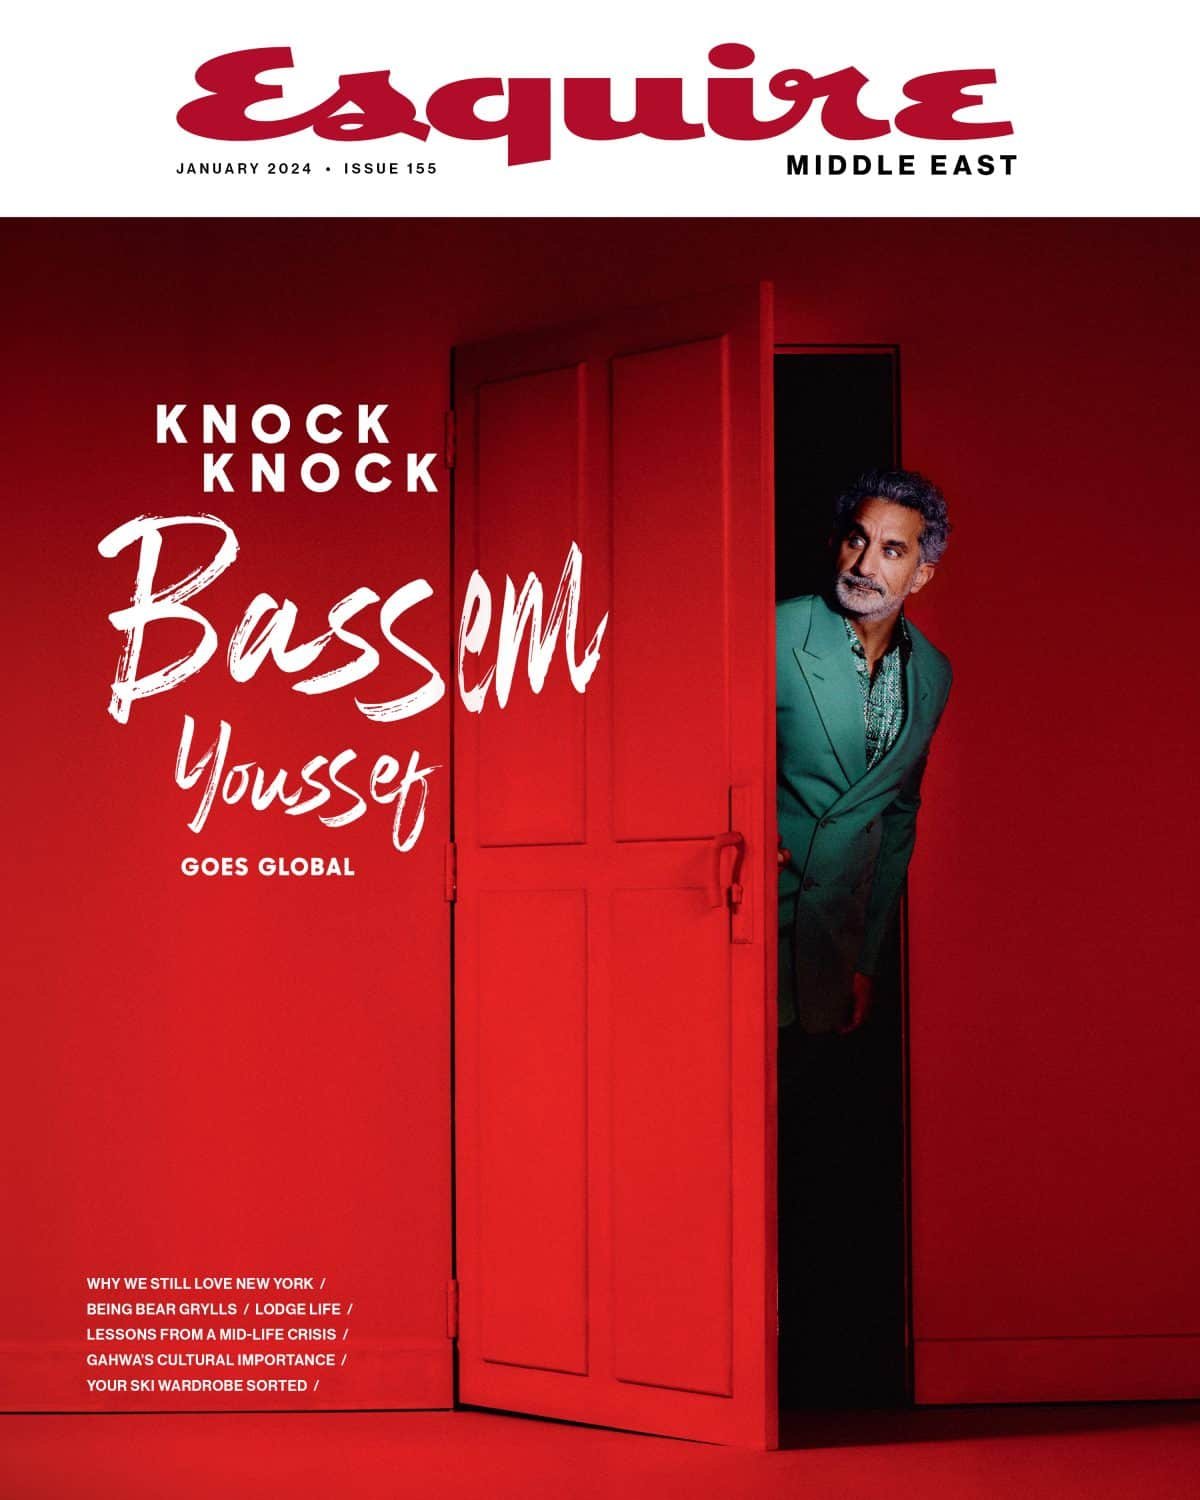 Esquire
JANUARY 2024 • ISSUE 155
MIDDLE EAST
KNOCK
KNOCK
Bassem
Youssef
GOES GLOBAL
WHY WE STILL LOVE NEW YORK /
BEING BEAR GRYLLS / LODGE LIFE /
LESSONS FROM A MID-LIFE CRISIS /
GAHWA'S CULTURAL IMPORTANCE /
YOUR SKI WARDROBE SORTED /